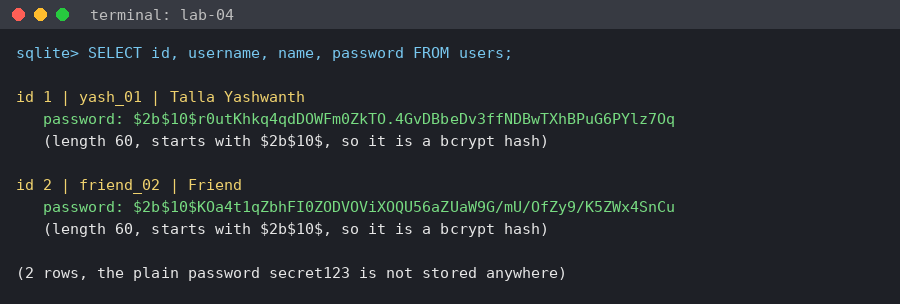 terminal: lab-04
sqlite> SELECT id, username, name, password FROM users;
id 1 | yash_01 | Talla Yashwanth
password: $2b$10$r0utKhkq4qdDOWFm0ZkTO.4GvDBbeDv3ffNDBwTXhBPuG6PYlz7Oq
(length 60, starts with $2b$10$, so it is a bcrypt hash)
id 2 | friend_02 | Friend
password: $2b$10$KOa4t1qZbhFI0ZODVOViXOQU56aZUaW9G/mU/OfZy9/K5ZWx4SnCu
(length 60, starts with $2b$10$, so it is a bcrypt hash)
(2 rows, the plain password secret123 is not stored anywhere)